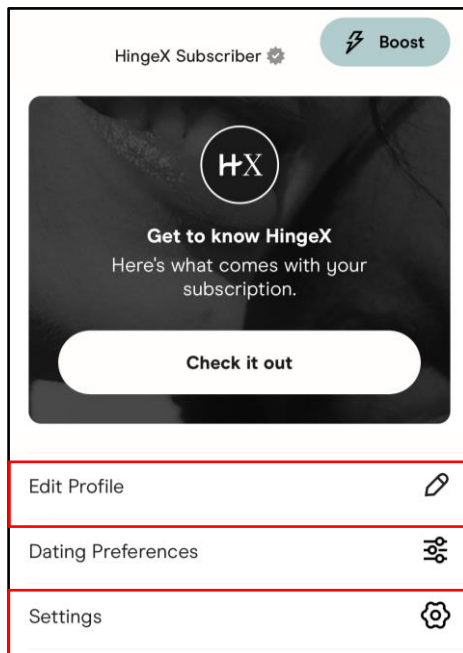 HingeX Subscriber
Boost
HX
Get to know HingeX
Here's what comes with your
subscription.
Check it out
Edit Profile
Dating Preferences
Settings